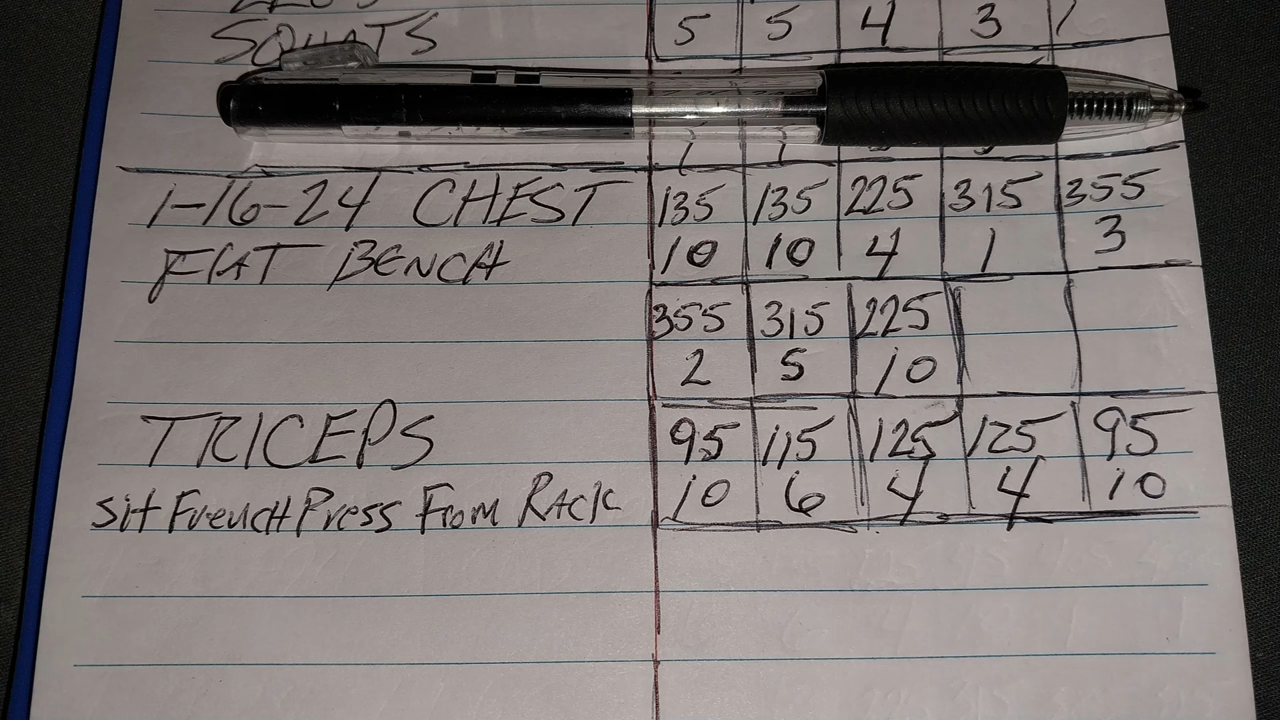 SQUATS 5 5 4 3 1
1-16-24 CHEST 135 135 225 315 355
FLAT BENCH 10 10 4 1 3
355 315 225
2 5 10
TRICEPS 95 115 125 125 95
Sit French Press From Rack 10 6 4 4 10